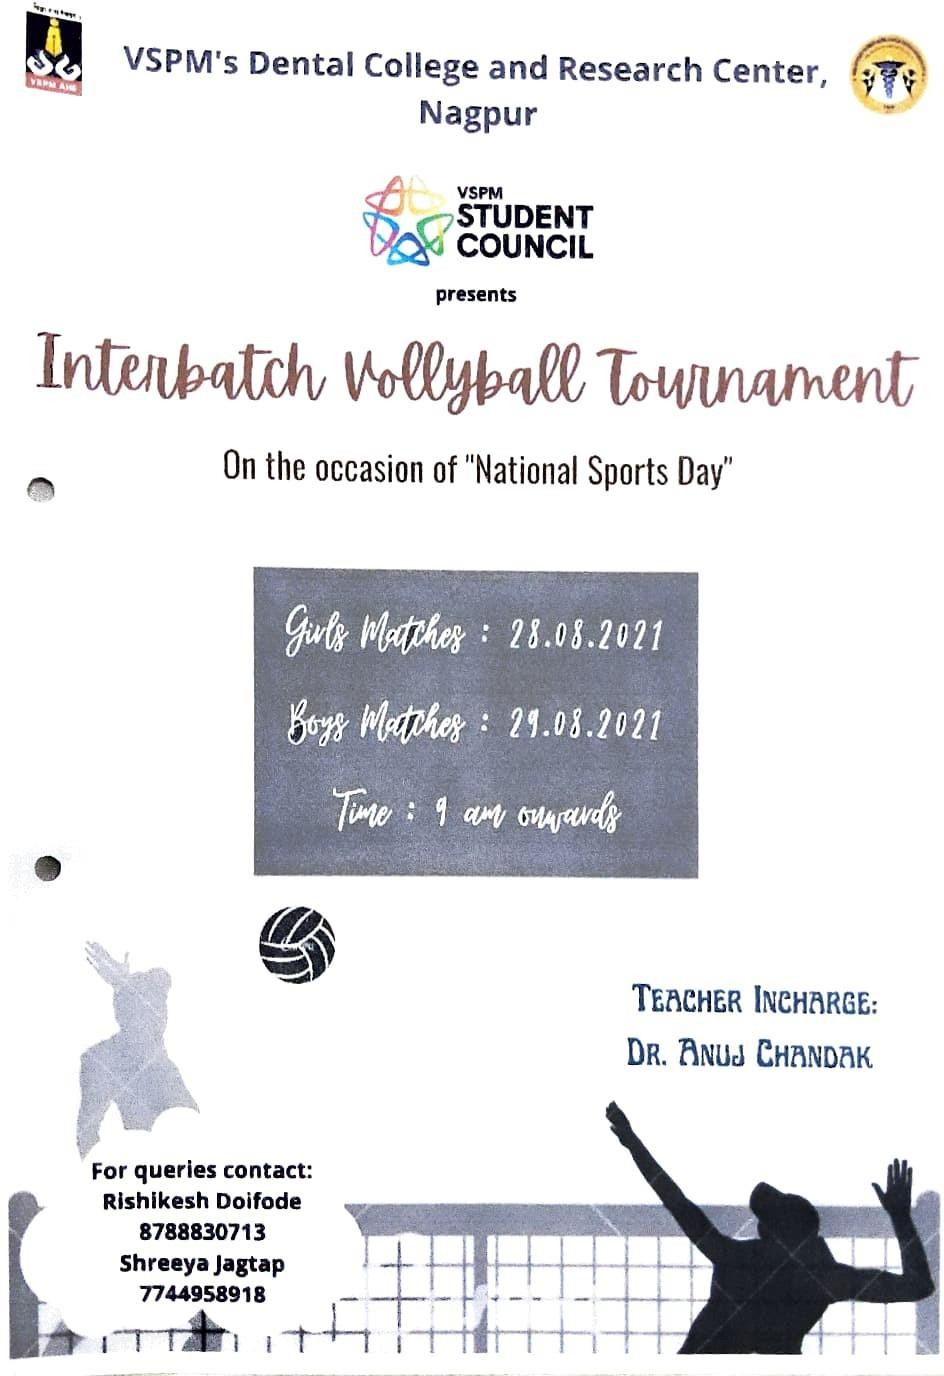 VSPM AHE
VSPM's Dental College and Research Center,
Nagpur
VSPM
STUDENT
COUNCIL
presents
Interbatch Vollyball Tournament
On the occasion of "National Sports Day"
Girls Matches : 28.08.2021
Boys Matches : 29.08.2021
Time : 9 am onwards
TEACHER INCHARGE:
DR. ANUJ CHANDAK
For queries contact:
Rishikesh Doifode
8788830713
Shreeya Jagtap
7744958918